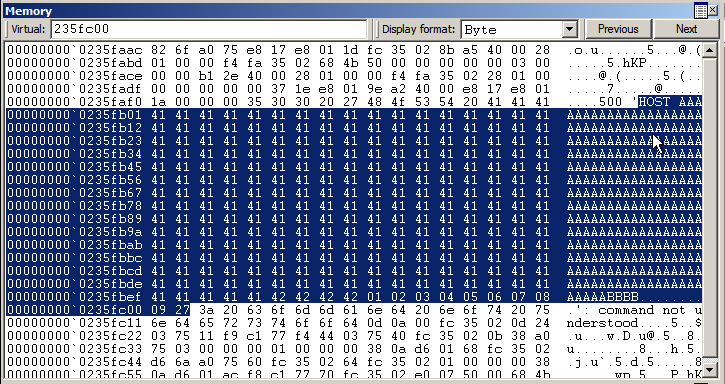 Memory
Virtual: 235fc00 Display format: Byte Previous Next
00000000`0235faac 82 6f a0 75 e8 17 e8 01 1d fc 35 02 8b a5 40 00 28 .o.u......5...@.(
00000000`0235fabd 01 00 00 f4 fa 35 02 68 4b 50 00 00 00 00 00 03 00 .....5.hKP.......
00000000`0235face 00 00 b1 2e 40 00 28 01 00 00 f4 fa 35 02 28 01 00 ....@.(.....5.(..
00000000`0235fadf 00 00 00 00 37 1e e8 01 9e a2 40 00 e8 17 e8 01 00 ....7.....@......
00000000`0235faf0 1a 00 00 00 35 30 30 20 27 48 4f 53 54 20 41 41 41 ....500 'HOST AAA
00000000`0235fb01 41 41 41 41 41 41 41 41 41 41 41 41 41 41 41 41 41 AAAAAAAAAAAAAAAAA
00000000`0235fb12 41 41 41 41 41 41 41 41 41 41 41 41 41 41 41 41 41 AAAAAAAAAAAAAAAAA
00000000`0235fb23 41 41 41 41 41 41 41 41 41 41 41 41 41 41 41 41 41 AAAAAAAAAAAAAAAAA
00000000`0235fb34 41 41 41 41 41 41 41 41 41 41 41 41 41 41 41 41 41 AAAAAAAAAAAAAAAAA
00000000`0235fb45 41 41 41 41 41 41 41 41 41 41 41 41 41 41 41 41 41 AAAAAAAAAAAAAAAAA
00000000`0235fb56 41 41 41 41 41 41 41 41 41 41 41 41 41 41 41 41 41 AAAAAAAAAAAAAAAAA
00000000`0235fb67 41 41 41 41 41 41 41 41 41 41 41 41 41 41 41 41 41 AAAAAAAAAAAAAAAAA
00000000`0235fb78 41 41 41 41 41 41 41 41 41 41 41 41 41 41 41 41 41 AAAAAAAAAAAAAAAAA
00000000`0235fb89 41 41 41 41 41 41 41 41 41 41 41 41 41 41 41 41 41 AAAAAAAAAAAAAAAAA
00000000`0235fb9a 41 41 41 41 41 41 41 41 41 41 41 41 41 41 41 41 41 AAAAAAAAAAAAAAAAA
00000000`0235fbab 41 41 41 41 41 41 41 41 41 41 41 41 41 41 41 41 41 AAAAAAAAAAAAAAAAA
00000000`0235fbbc 41 41 41 41 41 41 41 41 41 41 41 41 41 41 41 41 41 AAAAAAAAAAAAAAAAA
00000000`0235fbcd 41 41 41 41 41 41 41 41 41 41 41 41 41 41 41 41 41 AAAAAAAAAAAAAAAAA
00000000`0235fbde 41 41 41 41 41 41 41 41 41 41 41 41 41 41 41 41 41 AAAAAAAAAAAAAAAAA
00000000`0235fbef 41 41 41 41 41 42 42 42 42 01 02 03 04 05 06 07 08 AAAAABBBB........
00000000`0235fc00 09 27 3a 20 63 6f 6d 6d 61 6e 64 20 6e 6f 74 20 75 .': command not u
00000000`0235fc11 6e 64 65 72 73 74 6f 6f 64 0d 0a 00 fc 35 02 0d 24 nderstood....5..$
00000000`0235fc22 03 75 11 f9 c1 77 f4 44 03 75 40 fc 35 02 0b 38 a0 .u...w.D.u@.5..8.
00000000`0235fc33 75 03 00 00 00 01 00 00 00 38 0a d6 01 68 fc 35 02 u........8...h.5.
00000000`0235fc44 d6 6a a0 75 60 fc 35 02 64 fc 35 02 01 00 00 00 38 .j.u`.5.d.5.....8
00000000`0235fc55